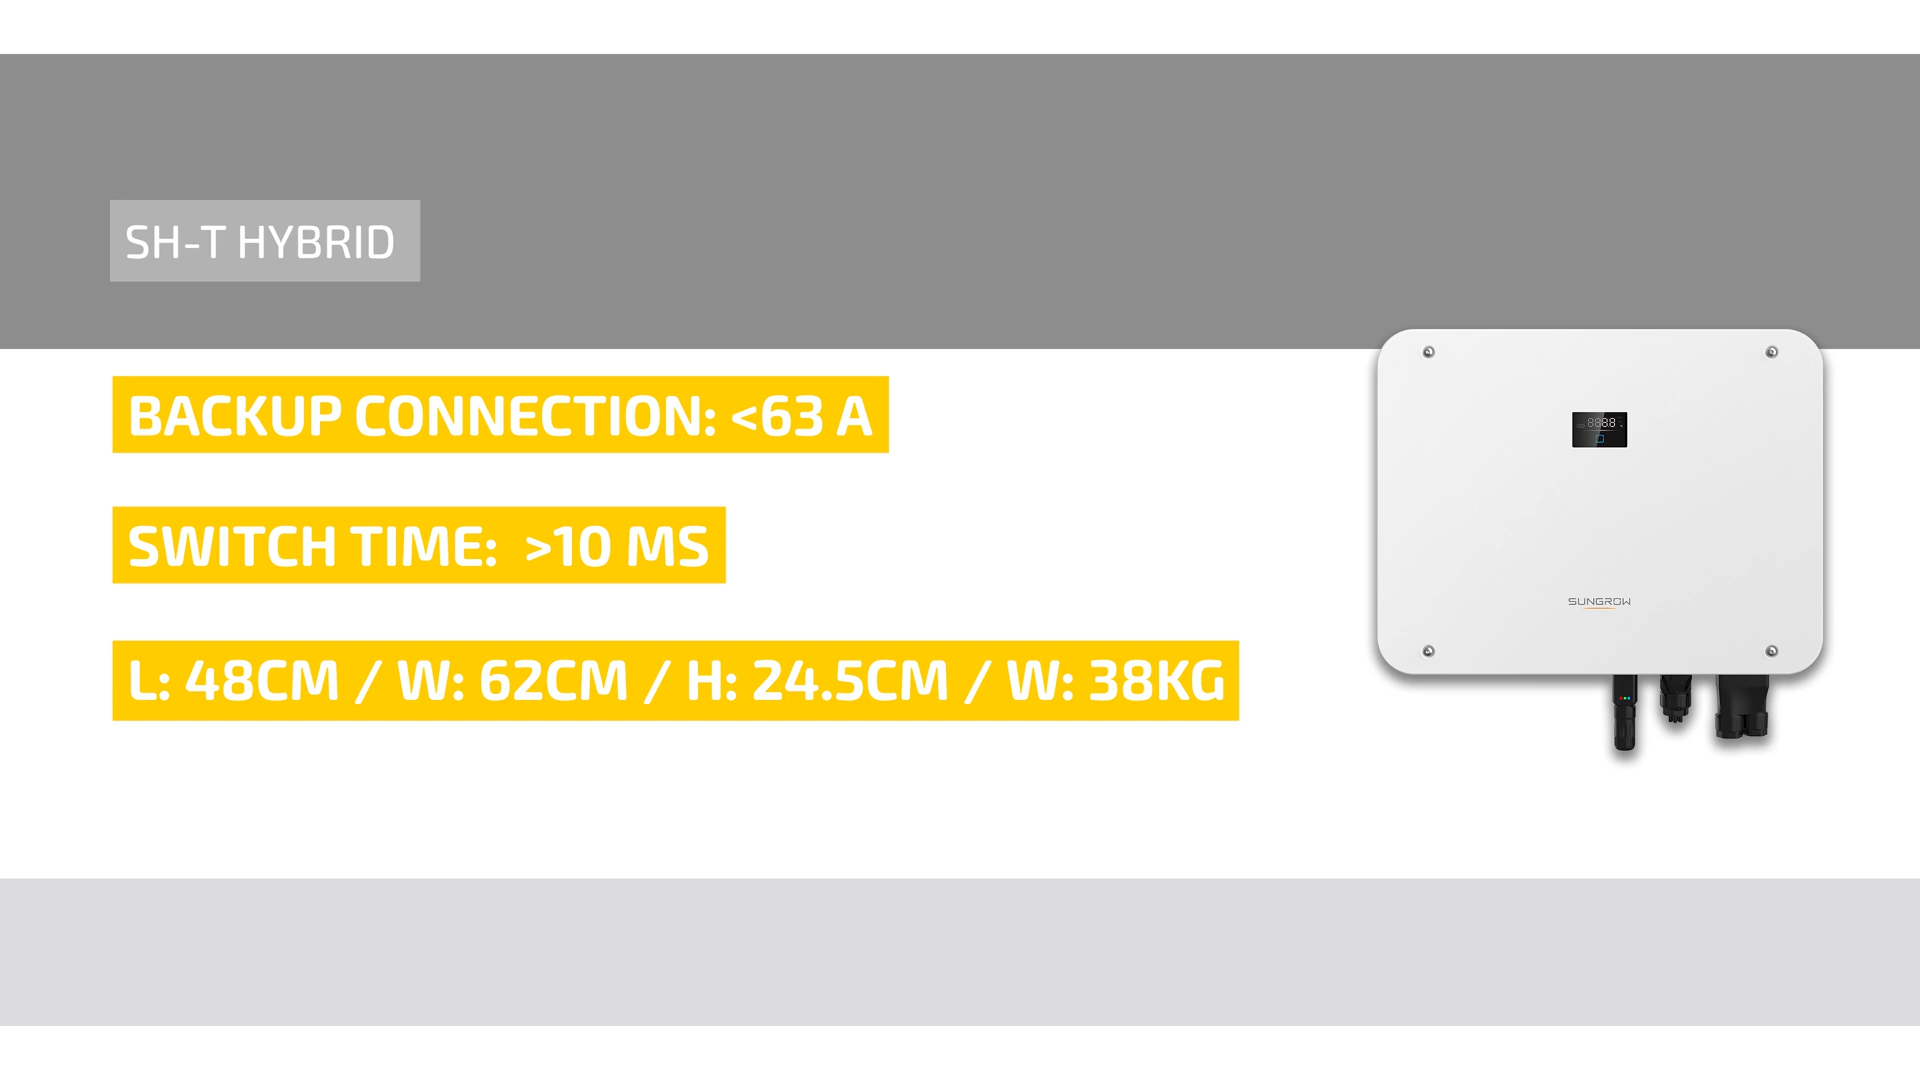 SH-T HYBRID
BACKUP CONNECTION: <63 A
8888
SWITCH TIME: >10 MS
SUNGROW
L: 48CM / W: 62CM / H: 24.5CM / W: 38KG